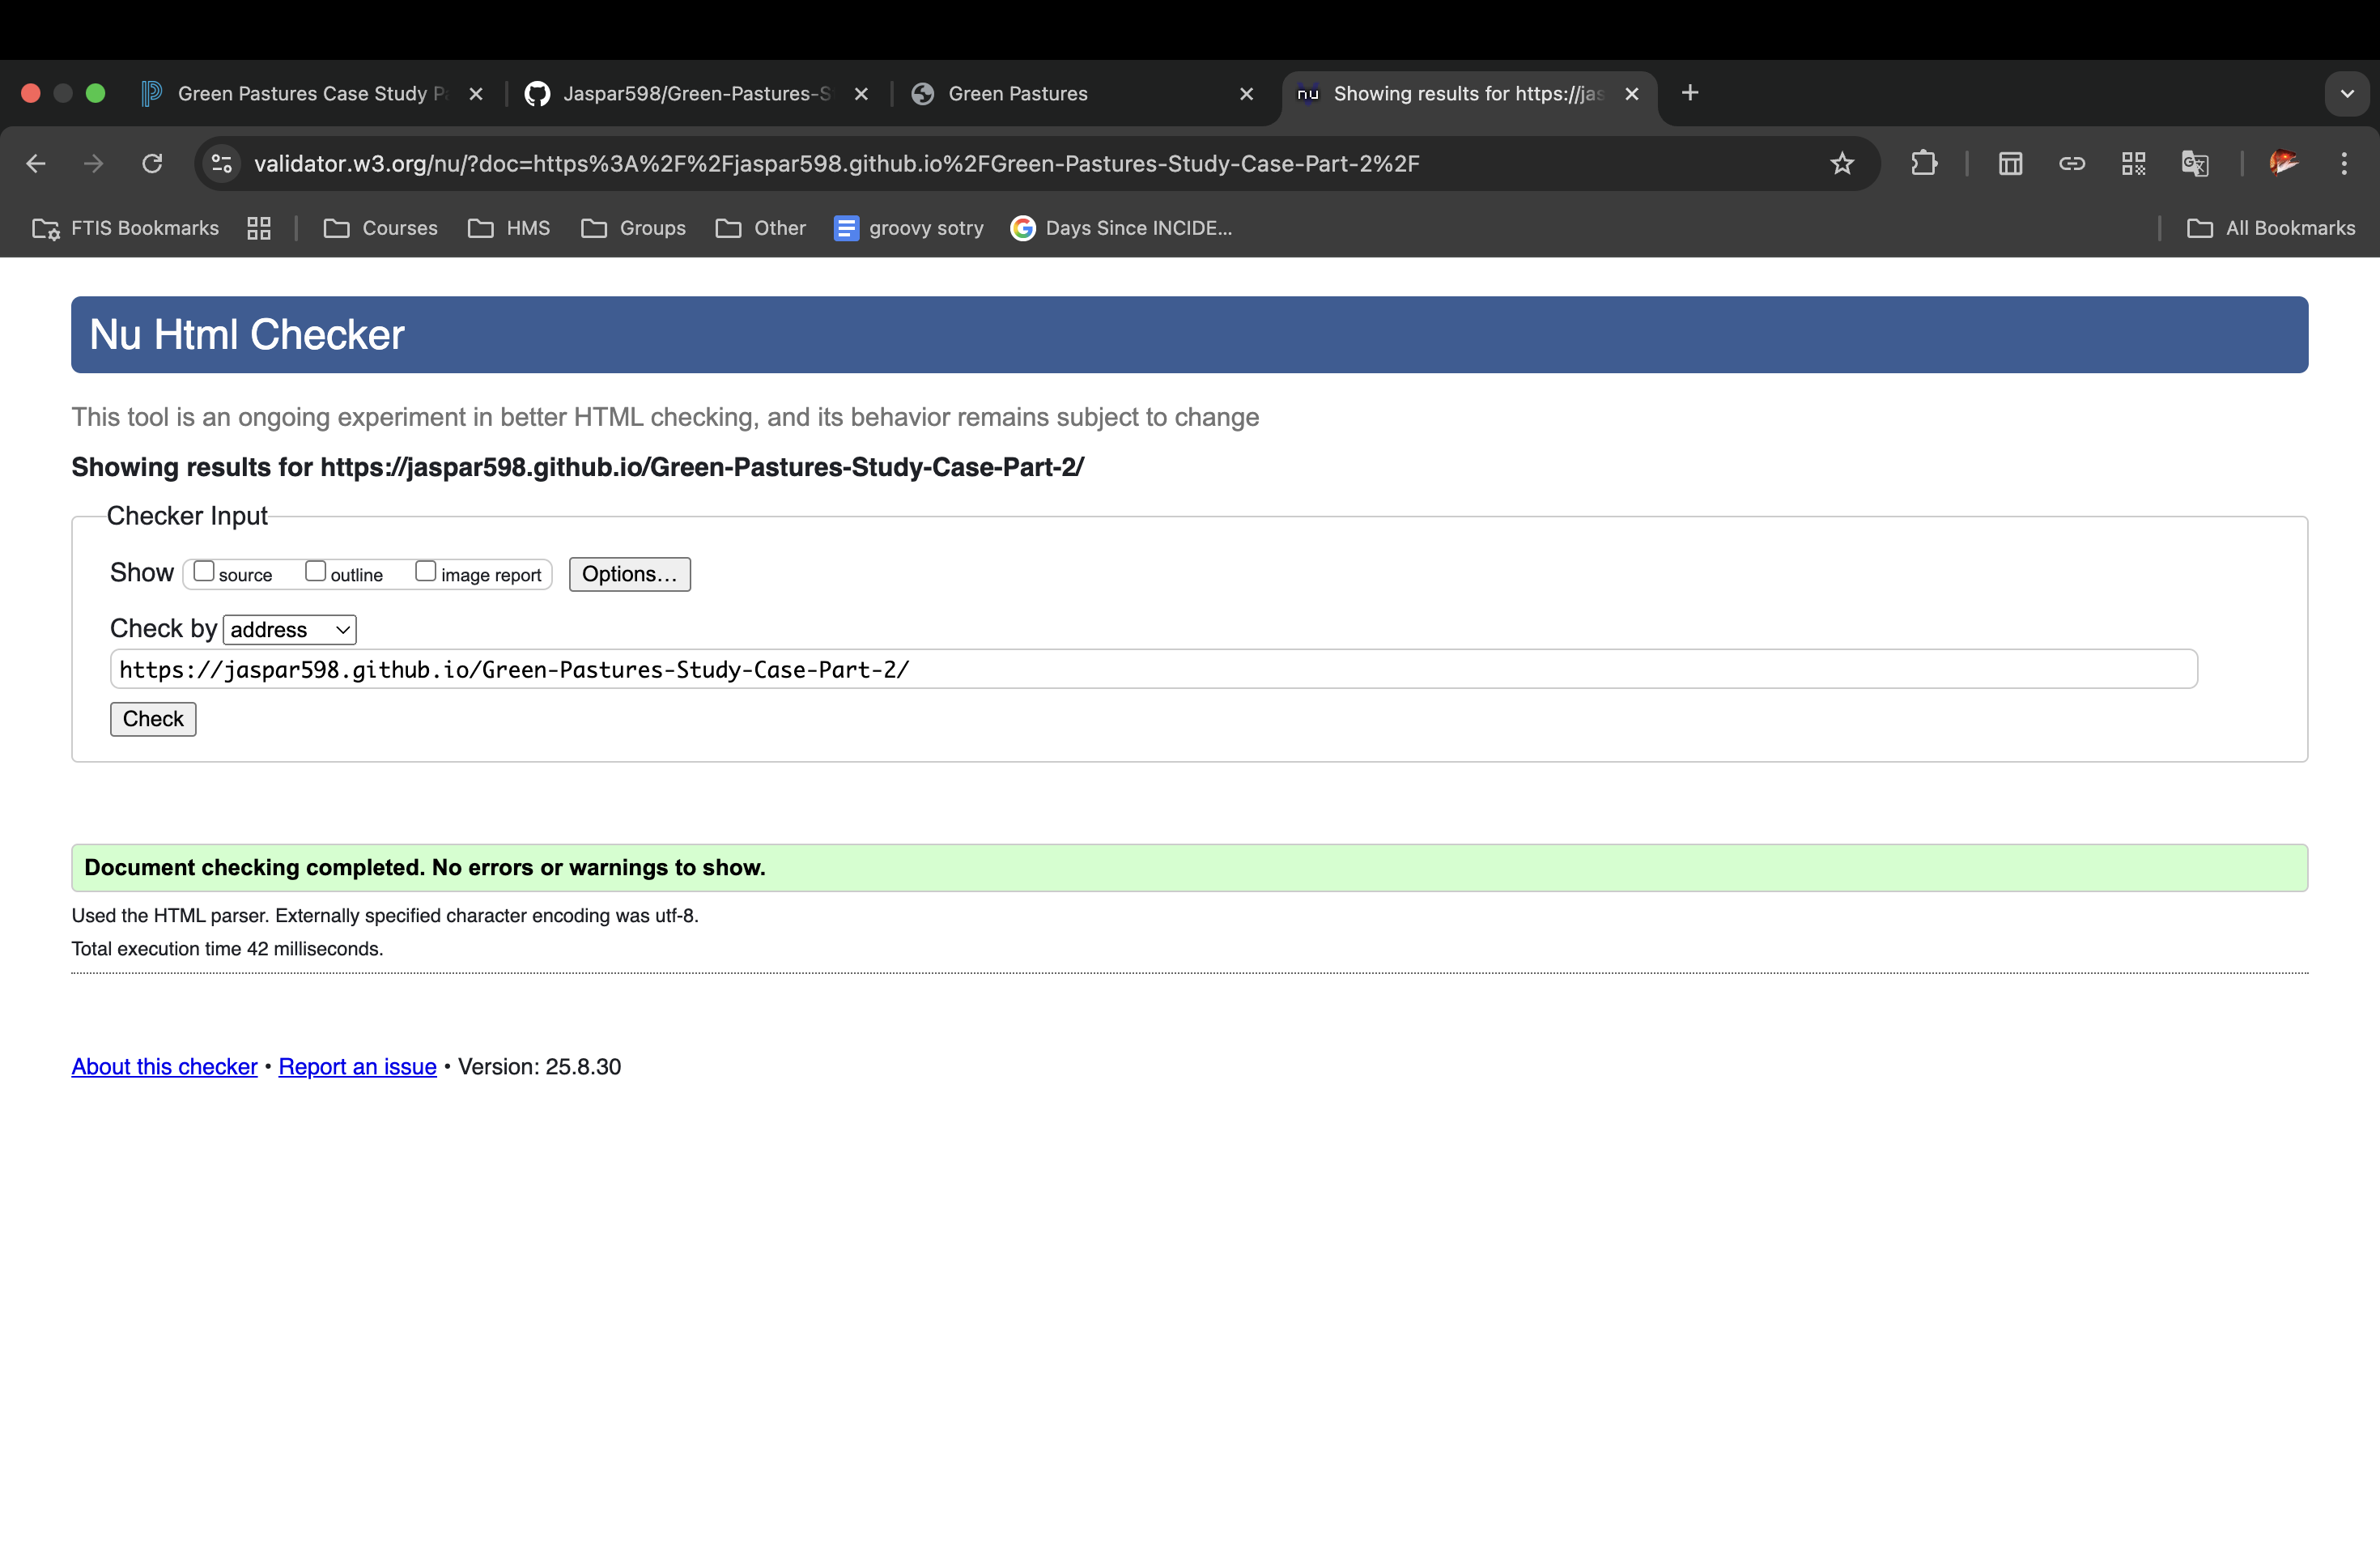 Green Pastures Case Study Pa
Jaspar598/Green-Pastures-S
Green Pastures
nu Showing results for https://jas
validator.w3.org/nu/?doc=https%3A%2F%2Fjaspar598.github.io%2FGreen-Pastures-Study-Case-Part-2%2F
FTIS Bookmarks Courses HMS Groups Other groovy sotry Days Since INCIDE... All Bookmarks
Nu Html Checker
This tool is an ongoing experiment in better HTML checking, and its behavior remains subject to change
Showing results for https://jaspar598.github.io/Green-Pastures-Study-Case-Part-2/
Checker Input
Show source outline image report Options...
Check by address
https://jaspar598.github.io/Green-Pastures-Study-Case-Part-2/
Check
Document checking completed. No errors or warnings to show.
Used the HTML parser. Externally specified character encoding was utf-8.
Total execution time 42 milliseconds.
About this checker • Report an issue • Version: 25.8.30